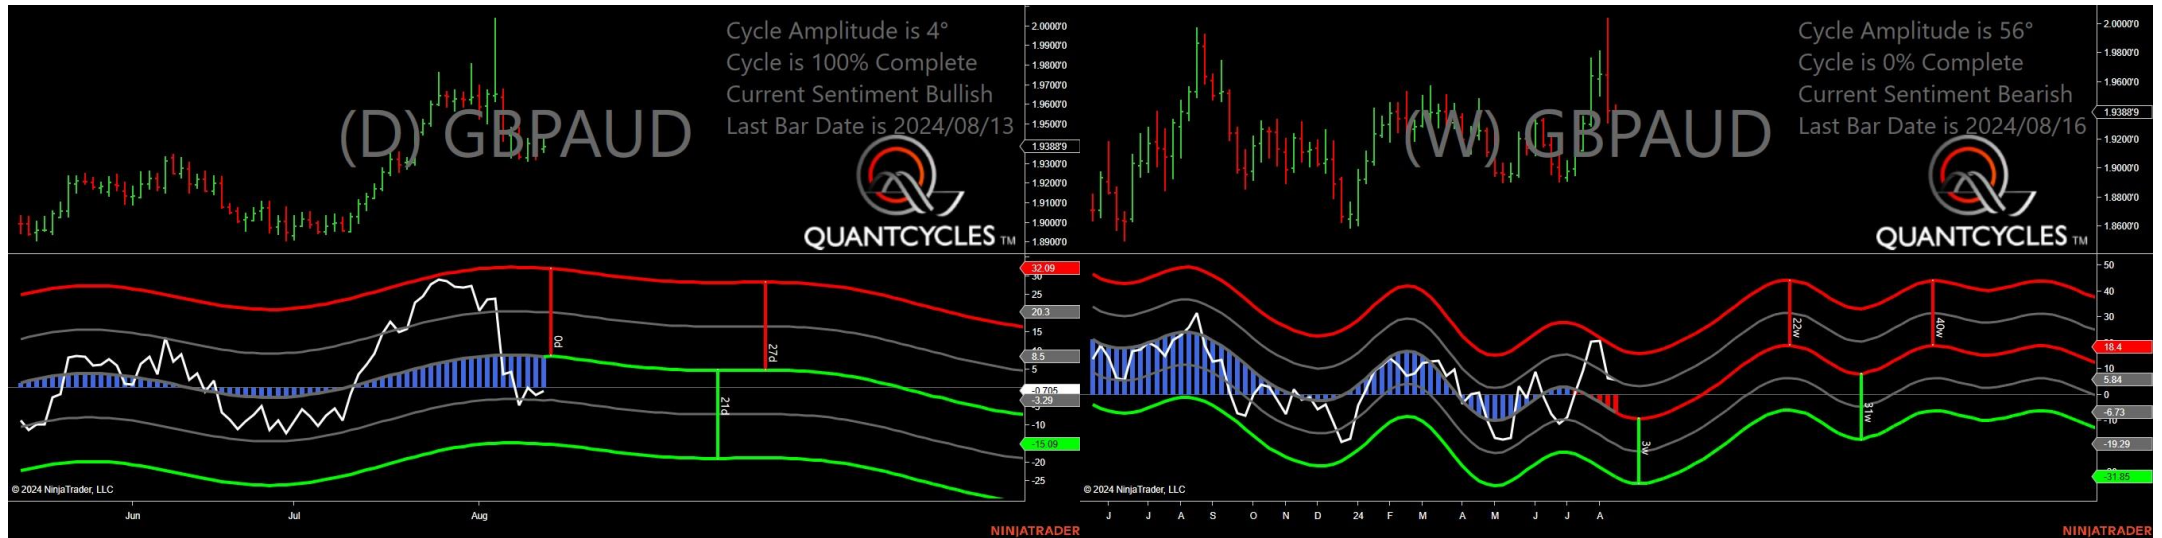 Cycle Amplitude is 4°
Cycle is 100% Complete
Current Sentiment Bullish
Last Bar Date is 2024/08/13
(D) GBPAUD
QUANTCYCLES TM
2.0000'0
1.9900'0
1.9800'0
1.9700'0
1.9600'0
1.9500'0
1.9388'9
1.9300'0
1.9200'0
1.9100'0
1.9000'0
1.8900'0
32.09
30
25
20.3
15
8.5
5
-0.705
-3.29
-10
-15.09
-20
-25
0d
27d
21d
© 2024 NinjaTrader, LLC
Jun
Jul
Aug
NINJATRADER
Cycle Amplitude is 56°
Cycle is 0% Complete
Current Sentiment Bearish
Last Bar Date is 2024/08/16
(W) GBPAUD
QUANTCYCLES TM
2.0000'0
1.9800'0
1.9600'0
1.9388'9
1.9200'0
1.9000'0
1.8800'0
1.8600'0
50
40
30
18.4
10
5.84
0
-6.73
-10
-19.29
-31.85
22w
40w
3w
31w
© 2024 NinjaTrader, LLC
J
J
A
S
O
N
D
24
F
M
A
M
J
J
A
NINJATRADER